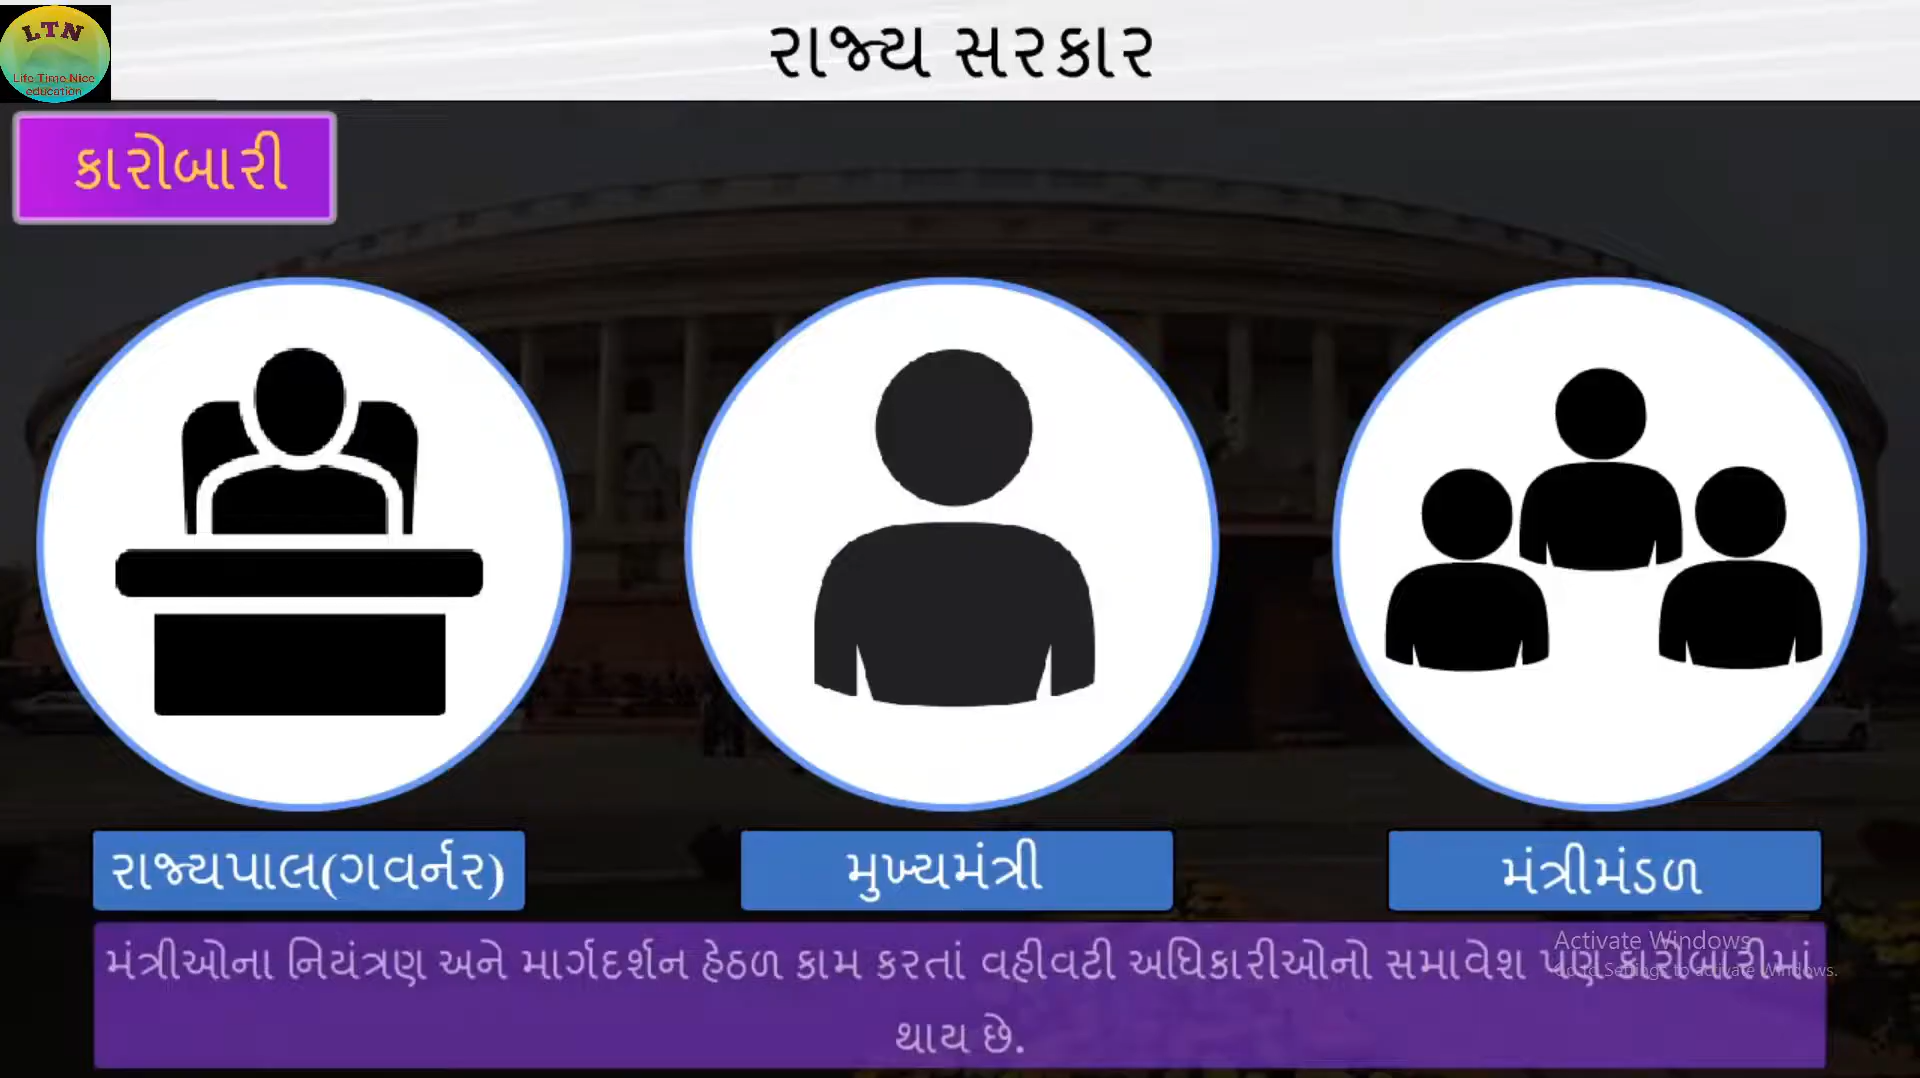 LTN
Life Time Nice
education
રાજ્ય સરકાર
કારોબારી
રાજ્યપાલ(ગવર્નર)
મુખ્યમંત્રી
મંત્રીમંડળ
મંત્રીઓના નિયંત્રણ અને માર્ગદર્શન હેઠળ કામ કરતાં વહીવટી અધિકારીઓનો સમાવેશ પણ કારોબારીમાં
થાય છે.
Activate Windows
Go to Settings to activate Windows.